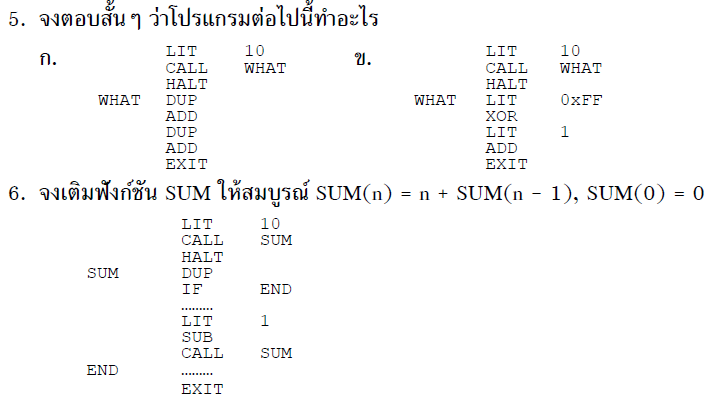 5. จงตอบสั้น ๆ ว่าโปรแกรมต่อไปนี้ทำอะไร
ก. LIT 10 ข. LIT 10
CALL WHAT CALL WHAT
HALT HALT
WHAT DUP WHAT LIT 0xFF
ADD XOR
DUP LIT 1
ADD ADD
EXIT EXIT
6. จงเติมฟังก์ชัน SUM ให้สมบูรณ์ SUM(n) = n + SUM(n - 1), SUM(0) = 0
LIT 10
CALL SUM
HALT
SUM DUP
IF END
.........
LIT 1
SUB
CALL SUM
END .........
EXIT